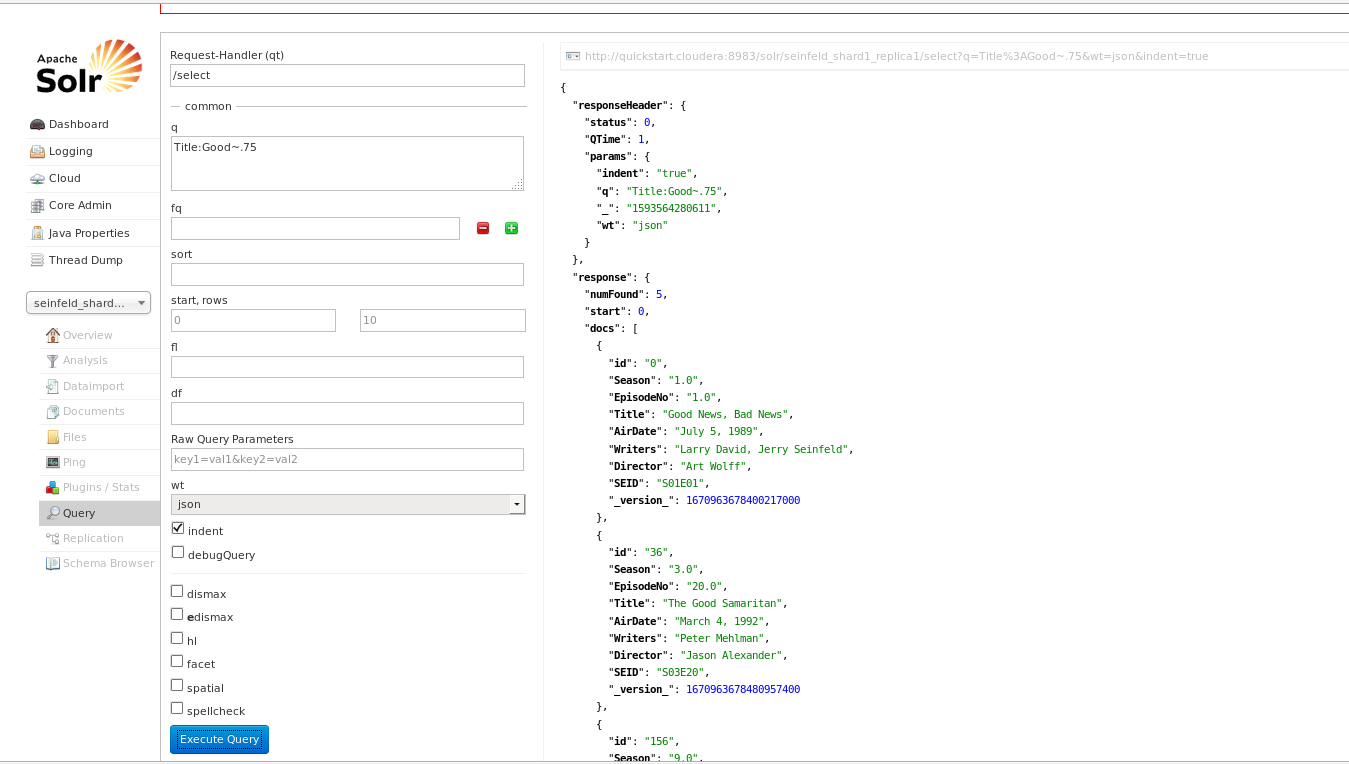 Apache
Solr
Dashboard
Logging
Cloud
Core Admin
Java Properties
Thread Dump
seinfeld_shard...
Overview
Analysis
Dataimport
Documents
Files
Ping
Plugins / Stats
Query
Replication
Schema Browser
Request-Handler (qt)
/select
common
q
Title:Good~.75
fq
sort
start, rows
0 10
fl
df
Raw Query Parameters
key1=val1&key2=val2
wt
json
indent
debugQuery
dismax
edismax
hl
facet
spatial
spellcheck
Execute Query
http://quickstart.cloudera:8983/solr/seinfeld_shard1_replica1/select?q=Title%3AGood~.75&wt=json&indent=true
{
"responseHeader": {
"status": 0,
"QTime": 1,
"params": {
"indent": "true",
"q": "Title:Good~.75",
"_": "1593564280611",
"wt": "json"
}
},
"response": {
"numFound": 5,
"start": 0,
"docs": [
{
"id": "0",
"Season": "1.0",
"EpisodeNo": "1.0",
"Title": "Good News, Bad News",
"AirDate": "July 5, 1989",
"Writers": "Larry David, Jerry Seinfeld",
"Director": "Art Wolff",
"SEID": "S01E01",
"_version_": 1670963678400217000
},
{
"id": "36",
"Season": "3.0",
"EpisodeNo": "20.0",
"Title": "The Good Samaritan",
"AirDate": "March 4, 1992",
"Writers": "Peter Mehlman",
"Director": "Jason Alexander",
"SEID": "S03E20",
"_version_": 1670963678480957400
},
{
"id": "156",
"Season": "9.0",